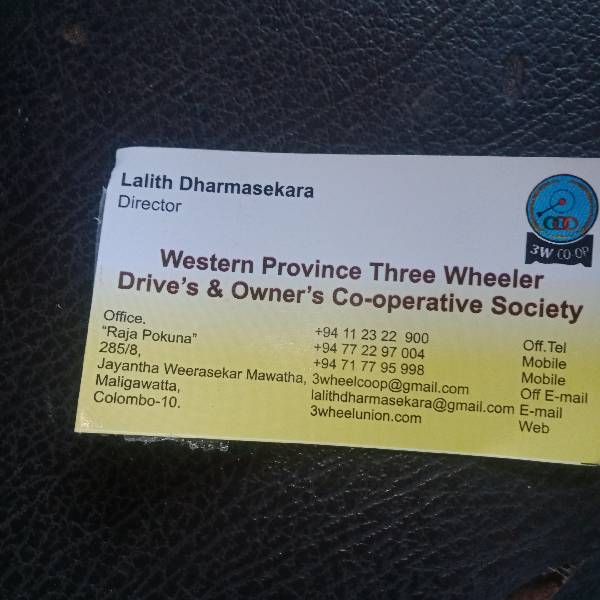 Lalith Dharmasekara
Director
3W CO OP
Western Province Three Wheeler
Drive's & Owner's Co-operative Society
Office.
"Raja Pokuna"
285/8,
Jayantha Weerasekar Mawatha,
Maligawatta,
Colombo-10.
+94 11 23 22 900 Off.Tel
+94 77 22 97 004 Mobile
+94 71 77 95 998 Mobile
3wheelcoop@gmail.com Off E-mail
lalithdharmasekara@gmail.com E-mail
3wheelunion.com Web